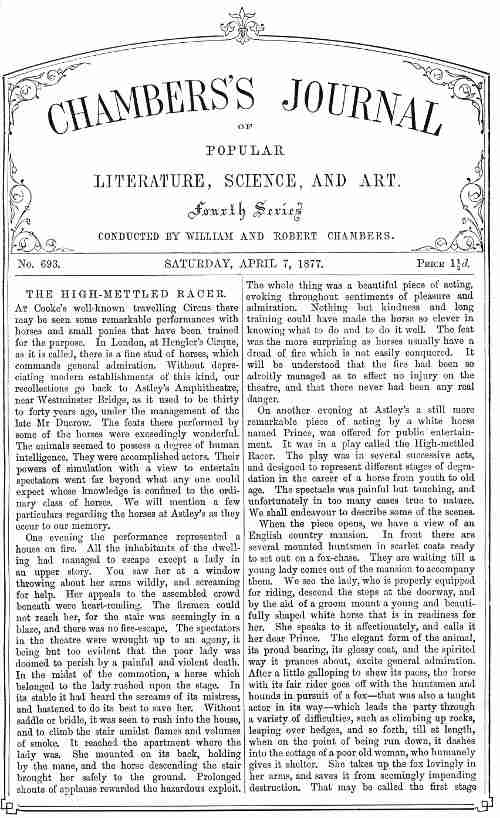 CHAMBERS'S JOURNAL
OF
POPULAR
LITERATURE, SCIENCE, AND ART.
Fourth Series
CONDUCTED BY WILLIAM AND ROBERT CHAMBERS.
No. 693.
SATURDAY, APRIL 7, 1877.
PRICE 1½d.
THE HIGH-METTLED RACER.
AT Cooke's well-known travelling Circus there
may be seen some remarkable performances with
horses and small ponies that have been trained
for the purpose. In London, at Hengler's Cirque,
as it is called, there is a fine stud of horses, which
commands general admiration. Without depre-
ciating modern establishments of this kind, our
recollections go back to Astley's Amphitheatre,
near Westminster Bridge, as it used to be thirty
to forty years ago, under the management of the
late Mr Ducrow. The feats there performed by
some of the horses were exceedingly wonderful.
The animals seemed to possess a degree of human
intelligence. They were accomplished actors. Their
powers of simulation with a view to entertain
spectators went far beyond what any one could
expect whose knowledge is confined to the ordi-
nary class of horses. We will mention a few
particulars regarding the horses at Astley's as they
occur to our memory.
One evening the performance represented a
house on fire. All the inhabitants of the dwell-
ing had managed to escape except a lady in
an upper story. You saw her at a window
throwing about her arms wildly, and screaming
for help. Her appeals to the assembled crowd
beneath were heart-rending. The firemen could
not reach her, for the stair was seemingly in a
blaze, and there was no fire-escape. The spectators
in the theatre were wrought up to an agony, it
being but too evident that the poor lady was
doomed to perish by a painful and violent death.
In the midst of the commotion, a horse which
belonged to the lady rushed upon the stage. In
its stable it had heard the screams of its mistress,
and hastened to do its best to save her. Without
saddle or bridle, it was seen to rush into the house,
and to climb the stair amidst flames and volumes
of smoke. It reached the apartment where the
lady was. She mounted on its back, holding
by the mane, and the horse descending the stair
brought her safely to the ground. Prolonged
shouts of applause rewarded the hazardous exploit.
The whole thing was a beautiful piece of acting,
evoking throughout sentiments of pleasure and
admiration. Nothing but kindness and long
training could have made the horse so clever in
knowing what to do and to do it well. The feat
was the more surprising as horses usually have a
dread of fire which is not easily conquered. It
will be understood that the fire had been so
adroitly managed as to effect no injury on the
theatre, and that there never had been any real
danger.
On another evening at Astley's a still more
remarkable piece of acting by a white horse
named Prince, was offered for public entertain-
ment. It was in a play called the High-mettled
Racer. The play was in several successive acts,
and designed to represent different stages of degra-
dation in the career of a horse from youth to old
age. The spectacle was painful but touching, and
unfortunately in too many cases true to nature.
We shall endeavour to describe some of the scenes.
When the piece opens, we have a view of an
English country mansion. In front there are
several mounted huntsmen in scarlet coats ready
to set out on a fox-chase. They are waiting till a
young lady comes out of the mansion to accompany
them. We see the lady, who is properly equipped
for riding, descend the steps at the doorway, and
by the aid of a groom mount a young and beauti-
fully shaped white horse that is in readiness for
her. She speaks to it affectionately, and calls it
her dear Prince. The elegant form of the animal,
its proud bearing, its glossy coat, and the spirited
way it prances about, excite general admiration.
After a little galloping to shew its paces, the horse
with its fair rider goes off with the huntsmen and
hounds in pursuit of a fox—that was also a taught
actor in its way—which leads the party through
a variety of difficulties, such as climbing up rocks,
leaping over hedges, and so forth, till at length,
when on the point of being run down, it dashes
into the cottage of a poor old woman, who humanely
gives it shelter. She takes up the fox lovingly in
her arms, and saves it from seemingly impending
destruction. That may be called the first stage